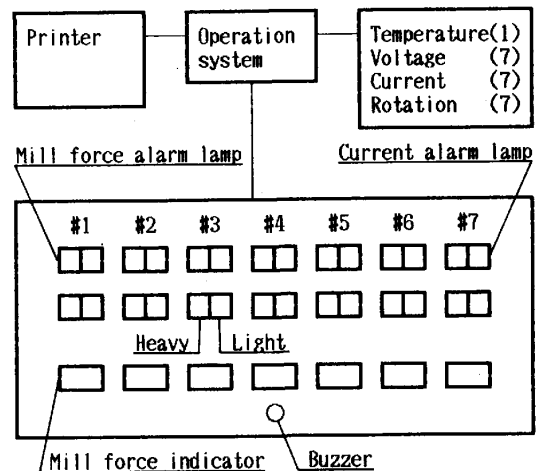 Printer
Operation
system
Temperature(1)
Voltage (7)
Current (7)
Rotation (7)
Mill force alarm lamp
Current alarm lamp
#1 #2 #3 #4 #5 #6 #7
Heavy Light
Mill force indicator
Buzzer